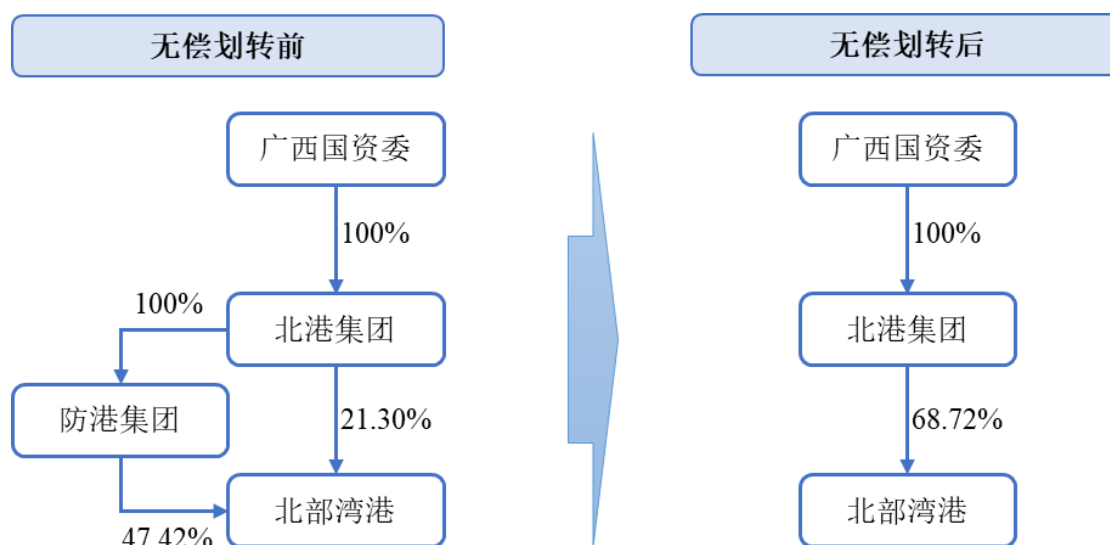 无偿划转前
广西国资委
100%
北港集团
100%
防港集团
21.30%
47.42%
北部湾港
无偿划转后
广西国资委
100%
北港集团
68.72%
北部湾港